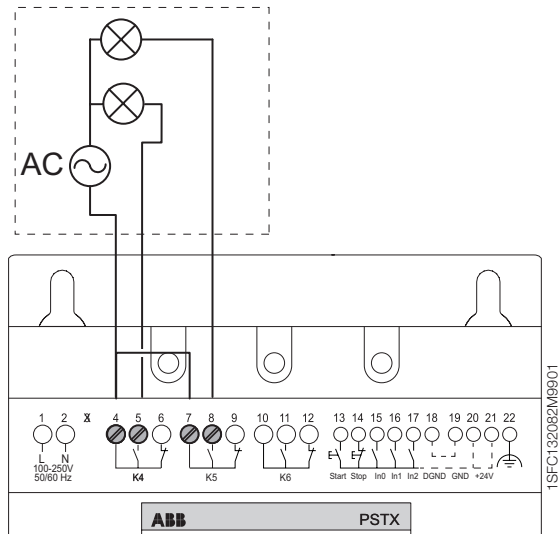 AC
1 2 X 4 5 6 7 8 9 10 11 12 13 14 15 16 17 18 19 20 21 22
L N
100-250V
50/60 Hz
K4 K5 K6
Start Stop In0 In1 In2 DGND GND +24V
ABB PSTX
1SFC132082M9901